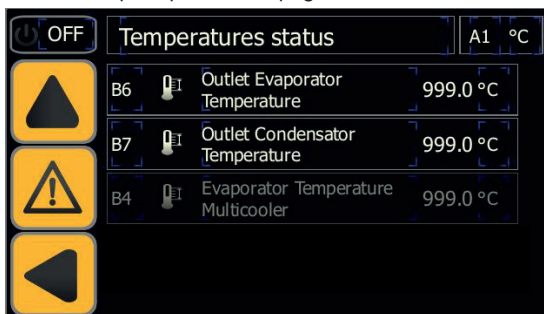 OFF
Temperatures status
A1 °C
B6
Outlet Evaporator
Temperature
999.0 °C
B7
Outlet Condensator
Temperature
999.0 °C
B4
Evaporator Temperature
Multicooler
999.0 °C